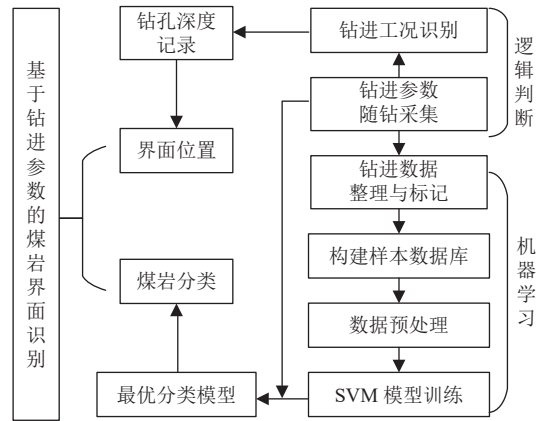 基于钻进参数的煤岩界面识别
钻孔深度
记录
界面位置
煤岩分类
最优分类模型
钻进工况识别
钻进参数
随钻采集
钻进数据
整理与标记
构建样本数据库
数据预处理
SVM 模型训练
逻辑判断
机器学习